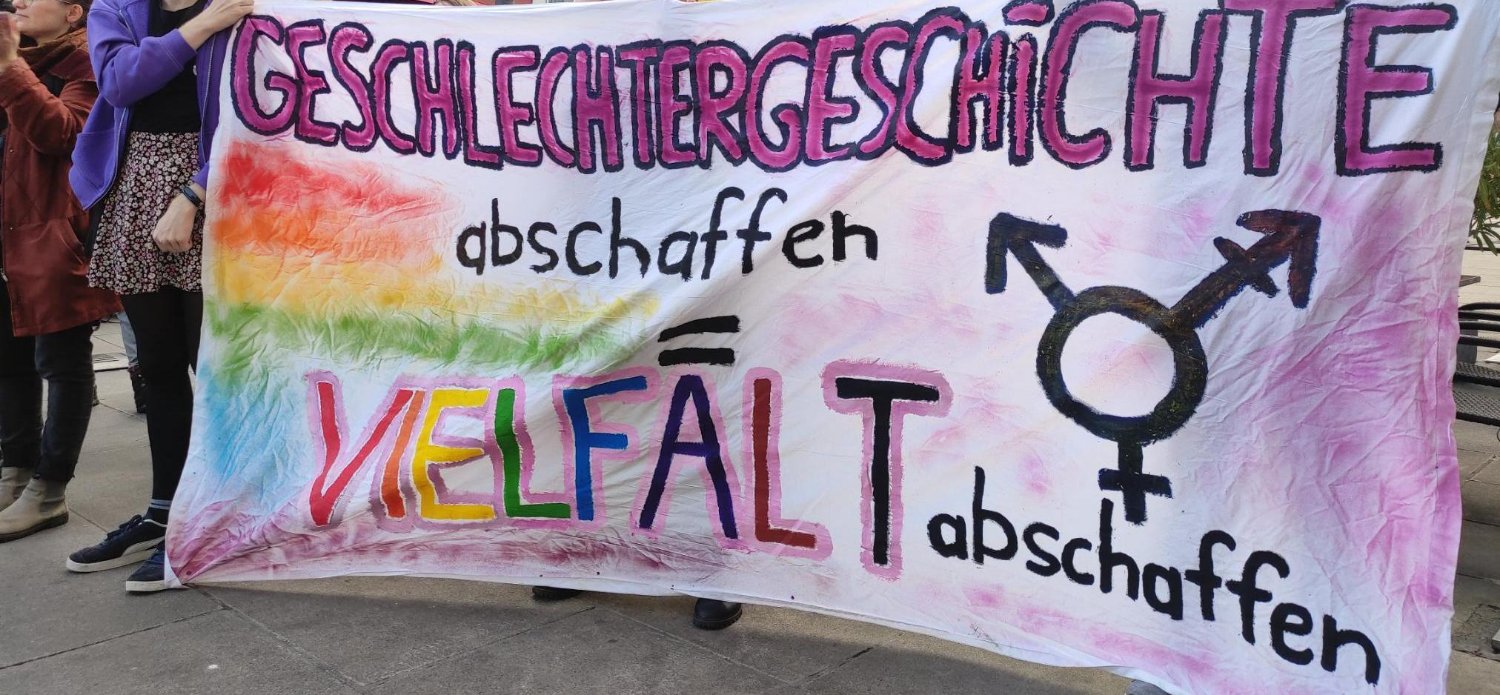 GESCHLECHTERGESCHICHTE
abschaffen
=
VIELFALT
abschaffen